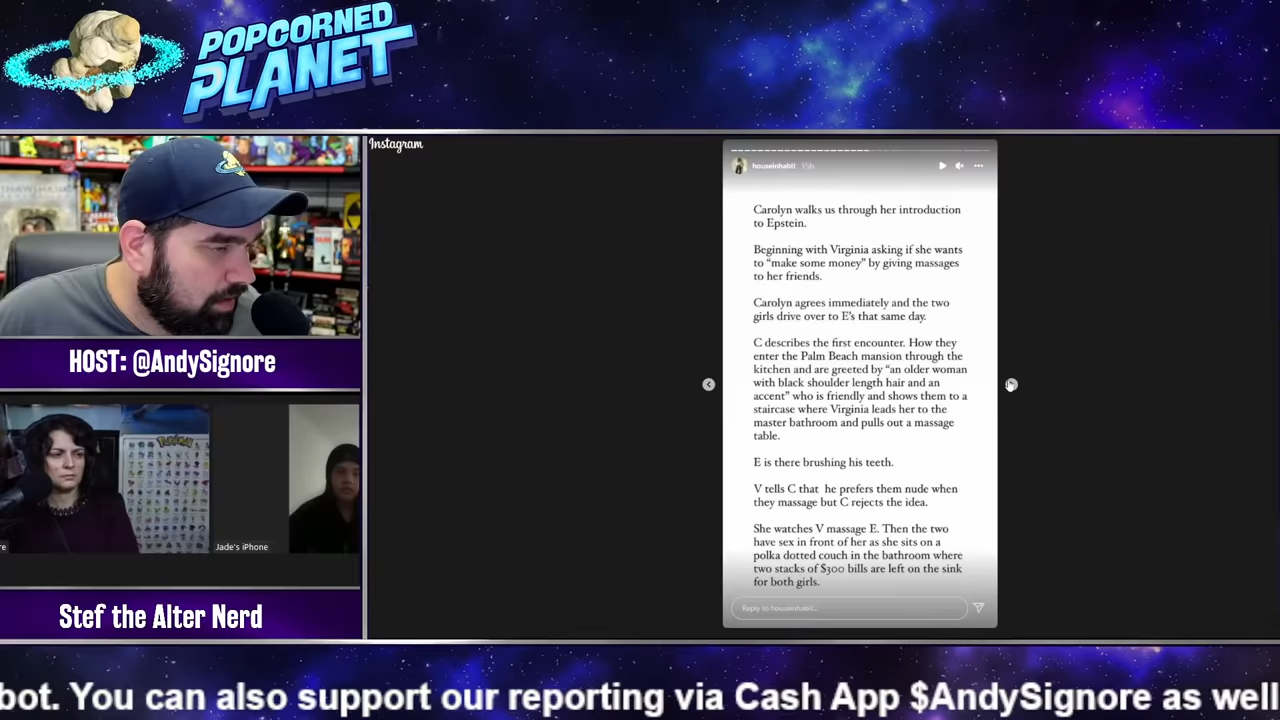 POPCORNED
PLANET
Instagram
houseinhabit 15h
Carolyn walks us through her introduction
to Epstein.
Beginning with Virginia asking if she wants
to “make some money” by giving massages
to her friends.
Carolyn agrees immediately and the two
girls drive over to E’s that same day.
C describes the first encounter. How they
enter the Palm Beach mansion through the
kitchen and are greeted by “an older woman
with black shoulder length hair and an
accent” who is friendly and shows them to a
staircase where Virginia leads her to the
master bathroom and pulls out a massage
table.
E is there brushing his teeth.
V tells C that he prefers them nude when
they massage but C rejects the idea.
She watches V massage E. Then the two
have sex in front of her as she sits on a
polka dotted couch in the bathroom where
two stacks of $300 bills are left on the sink
for both girls.
Reply to houseinhabit...
HOST: @AndySignore
POKÉMON
re
Jade's iPhone
Stef the Alter Nerd
bot. You can also support our reporting via Cash App $AndySignore as well